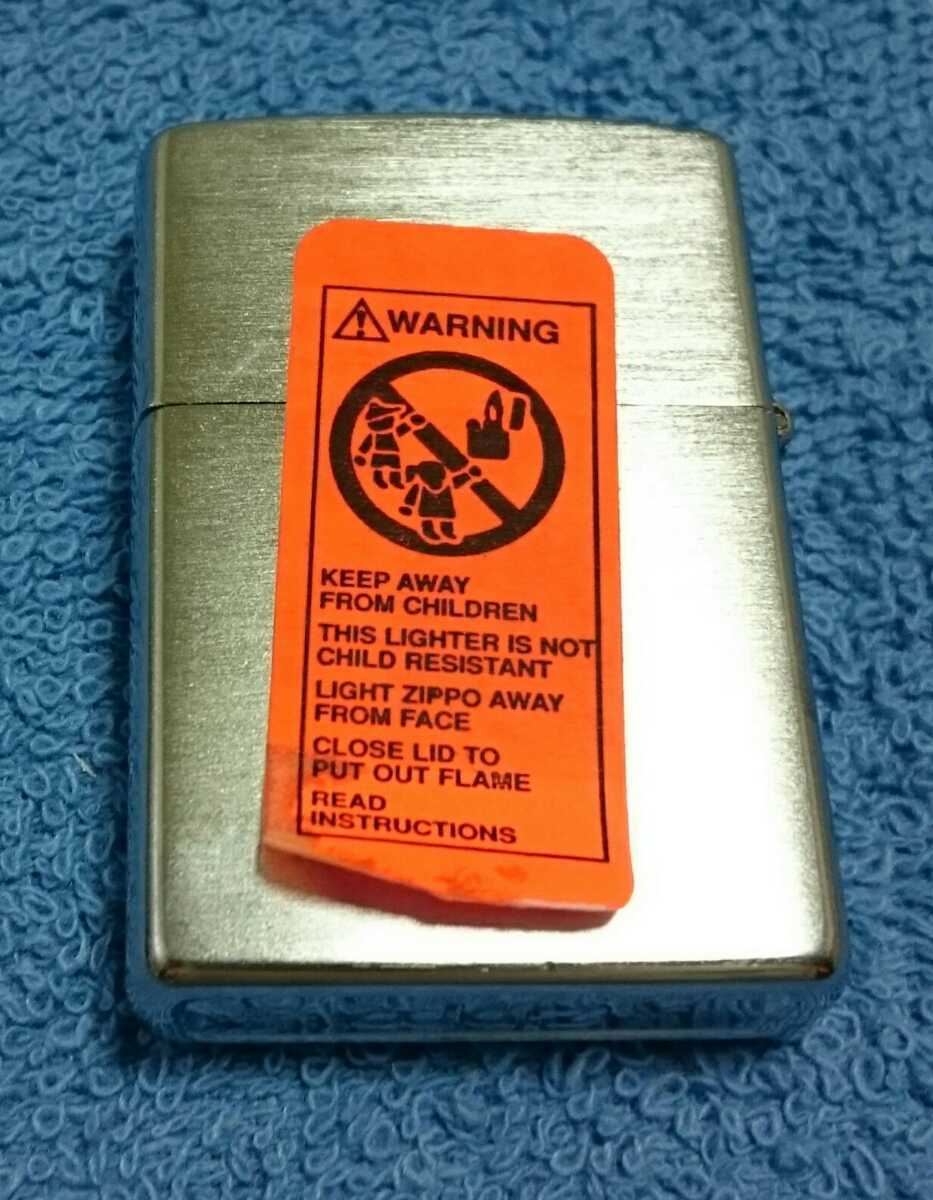 WARNING
KEEP AWAY
FROM CHILDREN
THIS LIGHTER IS NOT
CHILD RESISTANT
LIGHT ZIPPO AWAY
FROM FACE
CLOSE LID TO
PUT OUT FLAME
READ
INSTRUCTIONS